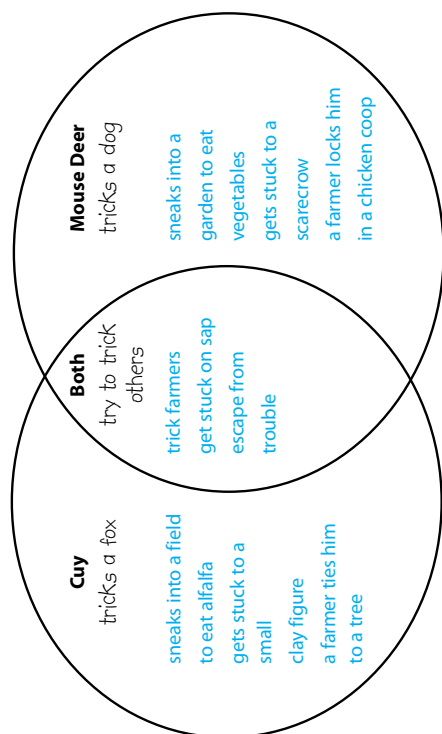 Cuy
tricks a fox
sneaks into a field
to eat alfalfa
gets stuck to a
small
clay figure
a farmer ties him
to a tree
Both
try to trick
others
trick farmers
get stuck on sap
escape from
trouble
Mouse Deer
tricks a dog
sneaks into a
garden to eat
vegetables
gets stuck to a
scarecrow
a farmer locks him
in a chicken coop